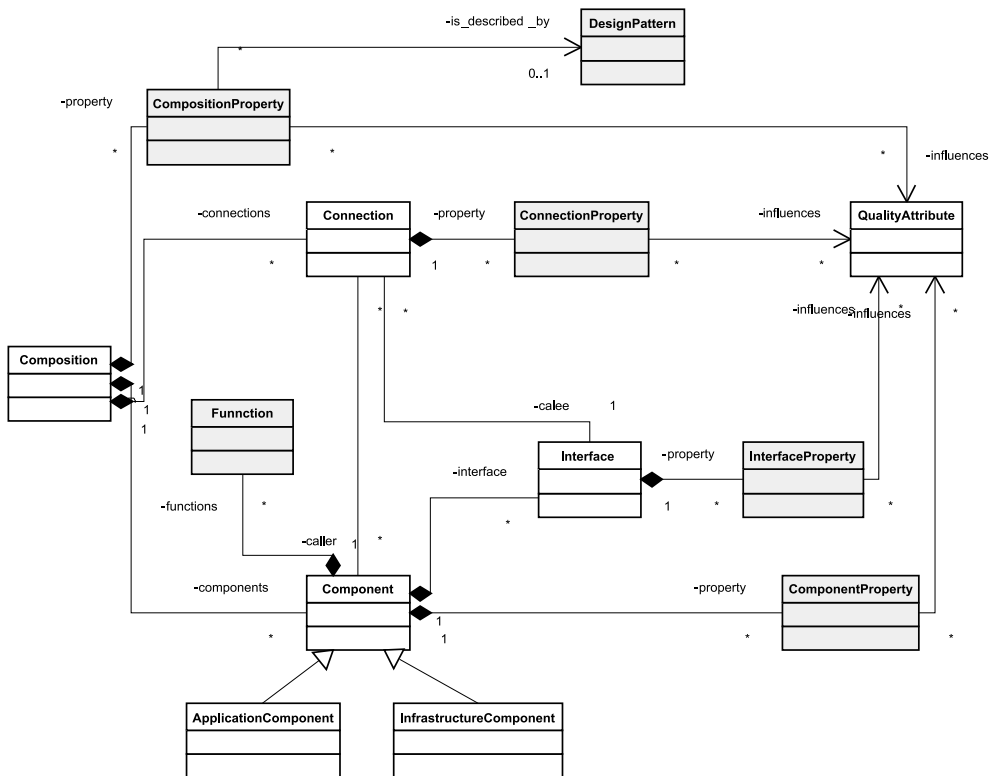 -is_described _by
DesignPattern
*
0..1
-property
CompositionProperty
*
*
*
-influences
-connections
Connection
-property
ConnectionProperty
-influences
QualityAttribute
*
1
*
*
*
*
*
-influences
-influences
*
*
Composition
1
1
1
Funnction
-calee
1
Interface
-property
InterfaceProperty
-interface
-functions
*
*
1
*
*
-caller
1
*
Component
-components
-property
ComponentProperty
1
*
1
*
*
ApplicationComponent
InfrastructureComponent